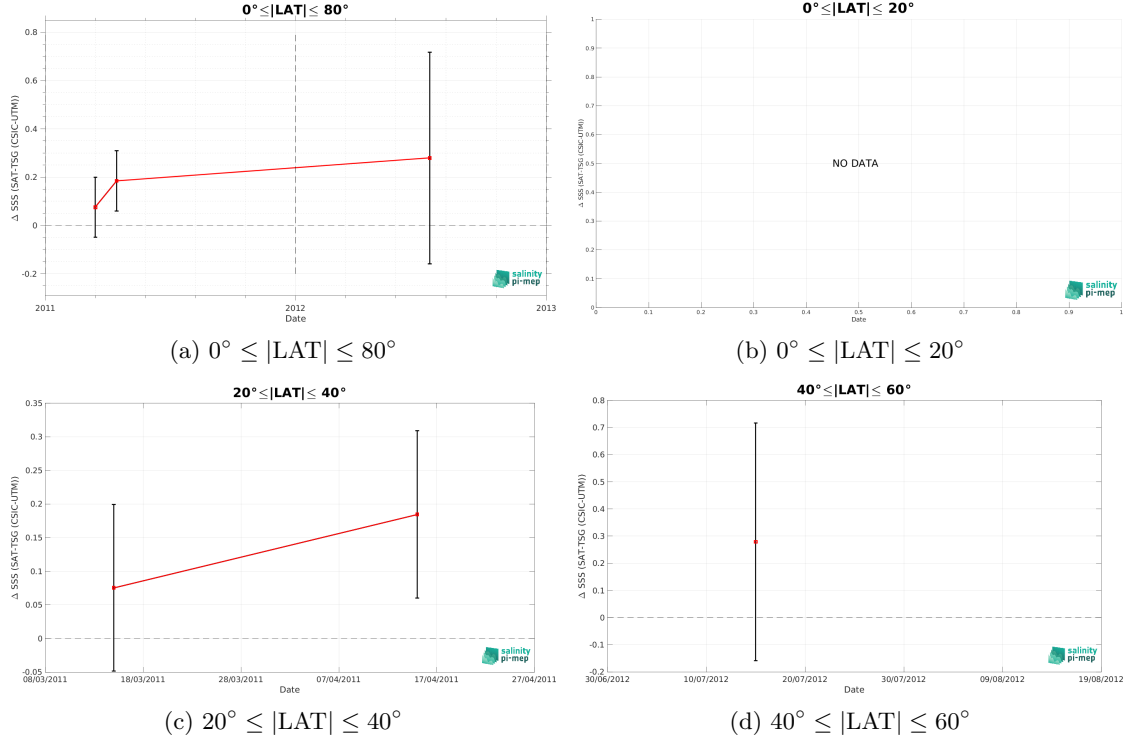 0°≤|LAT|≤ 80°
Δ SSS (SAT-TSG (CSIC-UTM))
0.8
0.6
0.4
0.2
0
-0.2
2011
2012
2013
Date
salinity
pi-mep
(a) 0° ≤ |LAT| ≤ 80°
0°≤|LAT|≤ 20°
Δ SSS (SAT-TSG (CSIC-UTM))
1
0.9
0.8
0.7
0.6
0.5
0.4
0.3
0.2
0.1
0
NO DATA
0
0.1
0.2
0.3
0.4
0.5
0.6
0.7
0.8
0.9
1
Date
salinity
pi-mep
(b) 0° ≤ |LAT| ≤ 20°
20°≤|LAT|≤ 40°
Δ SSS (SAT-TSG (CSIC-UTM))
0.35
0.3
0.25
0.2
0.15
0.1
0.05
0
-0.05
08/03/2011
18/03/2011
28/03/2011
07/04/2011
17/04/2011
27/04/2011
Date
salinity
pi-mep
(c) 20° ≤ |LAT| ≤ 40°
40°≤|LAT|≤ 60°
Δ SSS (SAT-TSG (CSIC-UTM))
0.8
0.7
0.6
0.5
0.4
0.3
0.2
0.1
0
-0.1
-0.2
30/06/2012
10/07/2012
20/07/2012
30/07/2012
09/08/2012
19/08/2012
Date
salinity
pi-mep
(d) 40° ≤ |LAT| ≤ 60°